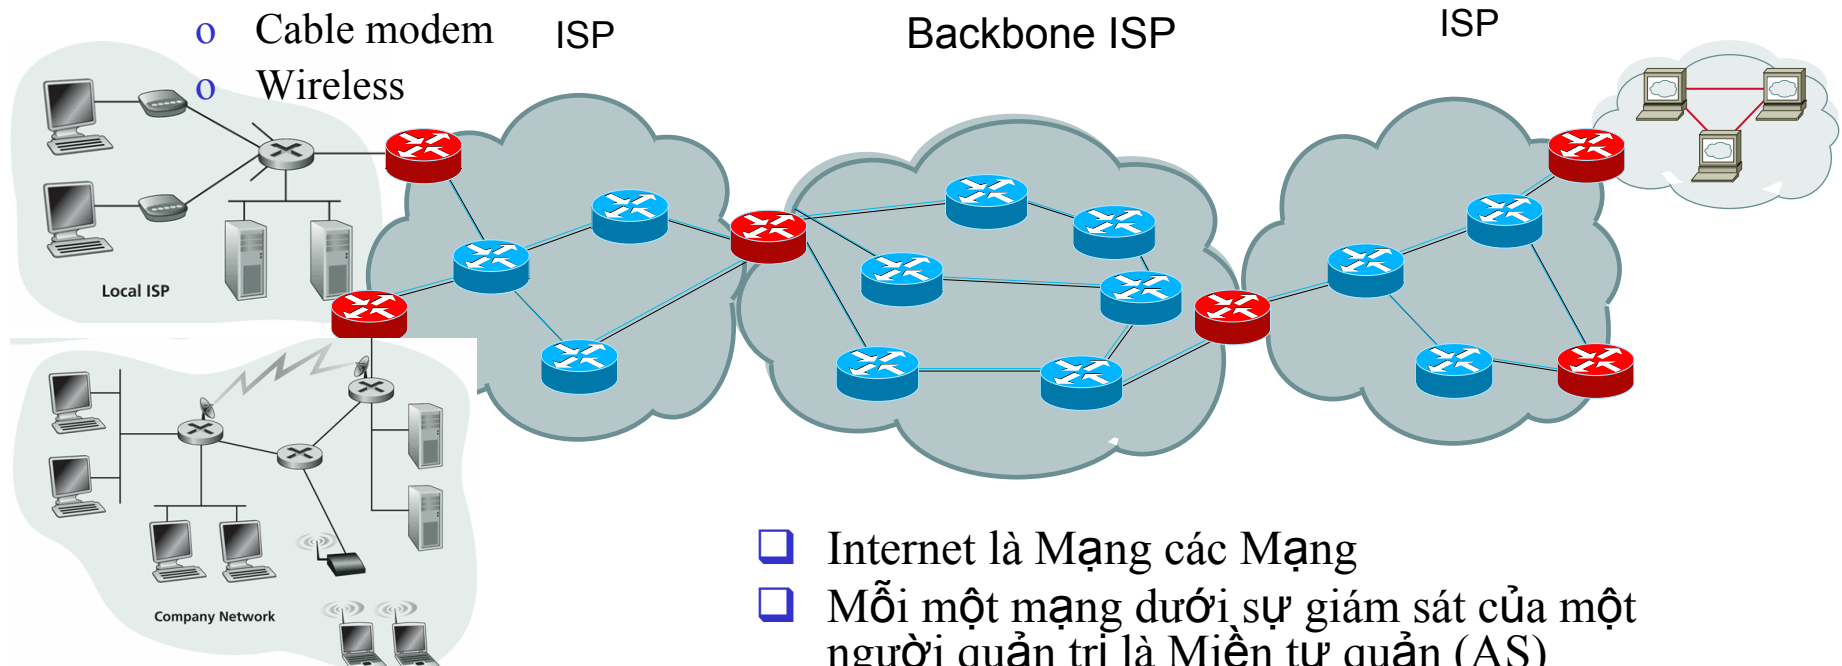 o Cable modem
o Wireless
ISP
Backbone ISP
ISP
Local ISP
Company Network
❑ Internet là Mạng các Mạng
❑ Mỗi một mạng dưới sự giám sát của một
người quản trị là Miền tự quản (AS)